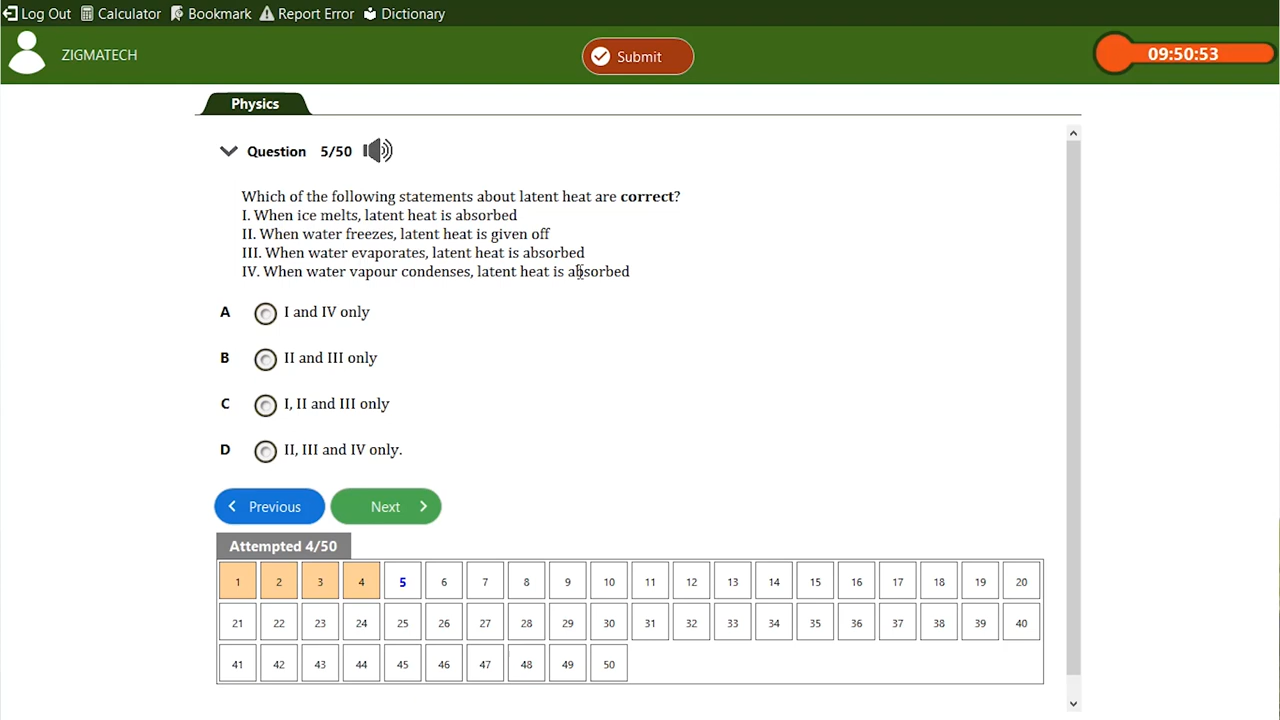 Log Out Calculator Bookmark Report Error Dictionary
ZIGMATECH
Submit
09:50:53
Physics
Question 5/50
Which of the following statements about latent heat are correct?
I. When ice melts, latent heat is absorbed
II. When water freezes, latent heat is given off
III. When water evaporates, latent heat is absorbed
IV. When water vapour condenses, latent heat is absorbed
A I and IV only
B II and III only
C I, II and III only
D II, III and IV only.
Previous Next
Attempted 4/50
1 2 3 4 5 6 7 8 9 10 11 12 13 14 15 16 17 18 19 20
21 22 23 24 25 26 27 28 29 30 31 32 33 34 35 36 37 38 39 40
41 42 43 44 45 46 47 48 49 50